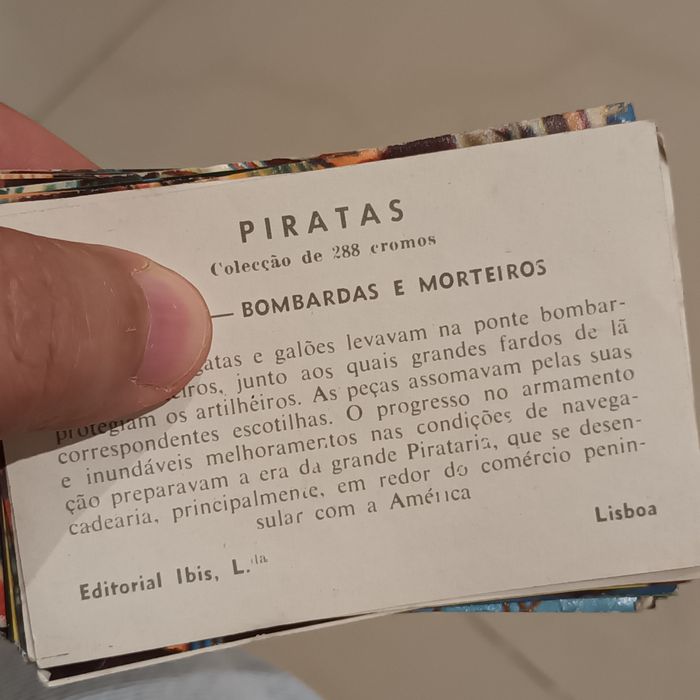 PIRATAS
Colecção de 288 cromos
— BOMBARDAS E MORTEIROS
e galões levavam na ponte bombar-
junto aos quais grandes fardos de lã
protegiam os artilheiros. As peças assomavam pelas suas
correspondentes escotilhas. O progresso no armamento
e inundáveis melhoramentos nas condições de navega-
ção preparavam a era da grande Pirataria, que se desen-
cadearia, principalmente, em redor do comércio penin-
sular com a América
Editorial Ibis, L.da
Lisboa